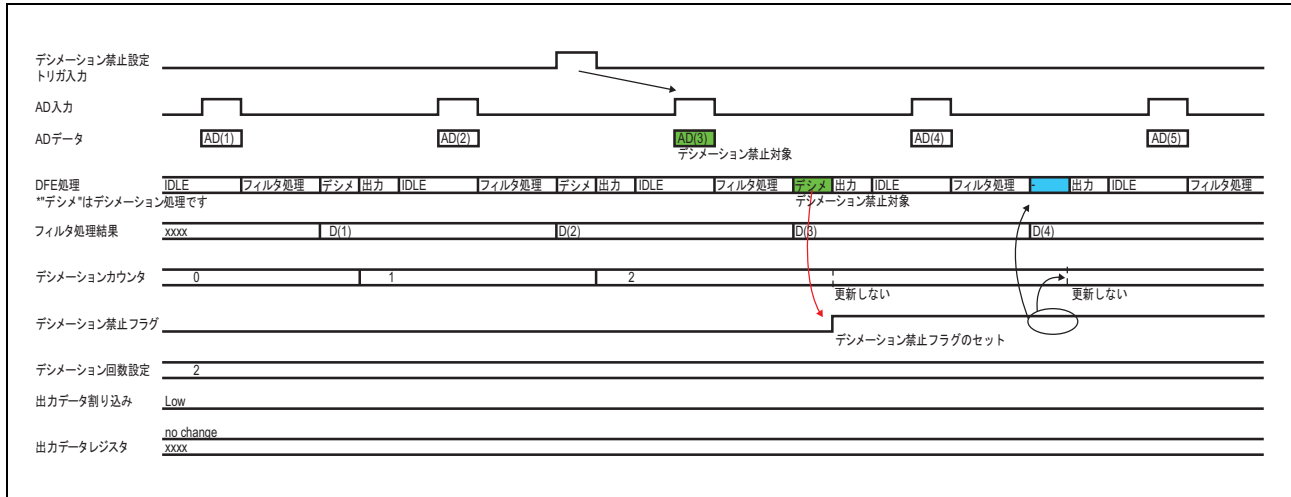 デシメーション禁止設定
トリガ入力
AD入力
ADデータ AD(1) AD(2) AD(3) AD(4) AD(5)
デシメーション禁止対象
DFE処理 IDLE フィルタ処理 デシメ 出力 IDLE フィルタ処理 デシメ 出力 IDLE フィルタ処理 デシメ 出力 IDLE フィルタ処理 - 出力 IDLE フィルタ処理
*"デシメ"はデシメーション処理です デシメーション禁止対象
フィルタ処理結果 xxxx D(1) D(2) D(3) D(4)
デシメーションカウンタ 0 1 2
更新しない 更新しない
デシメーション禁止フラグ
デシメーション禁止フラグのセット
デシメーション回数設定 2
出力データ割り込み Low
no change
出力データレジスタ xxxx